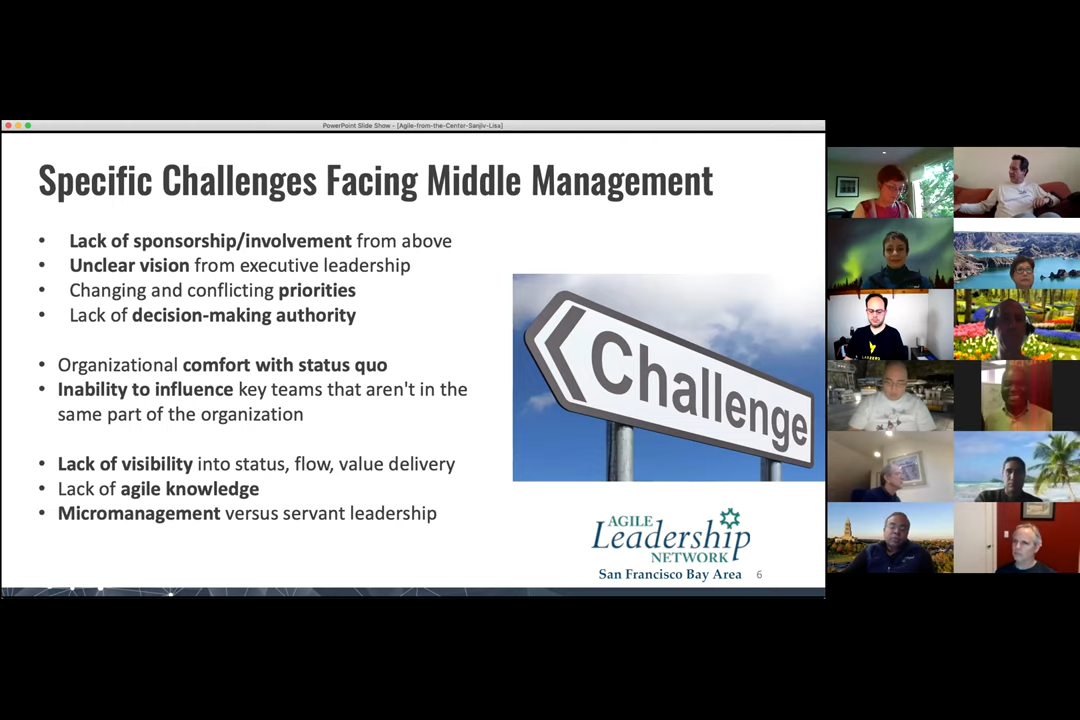 PowerPoint Slide Show - [Agile-from-the-Center-Sanjiv-Lisa]
Specific Challenges Facing Middle Management
• Lack of sponsorship/involvement from above
• Unclear vision from executive leadership
• Changing and conflicting priorities
• Lack of decision-making authority
• Organizational comfort with status quo
• Inability to influence key teams that aren't in the
same part of the organization
• Lack of visibility into status, flow, value delivery
• Lack of agile knowledge
• Micromanagement versus servant leadership
Challenge
AGILE
Leadership
NETWORK
San Francisco Bay Area
6